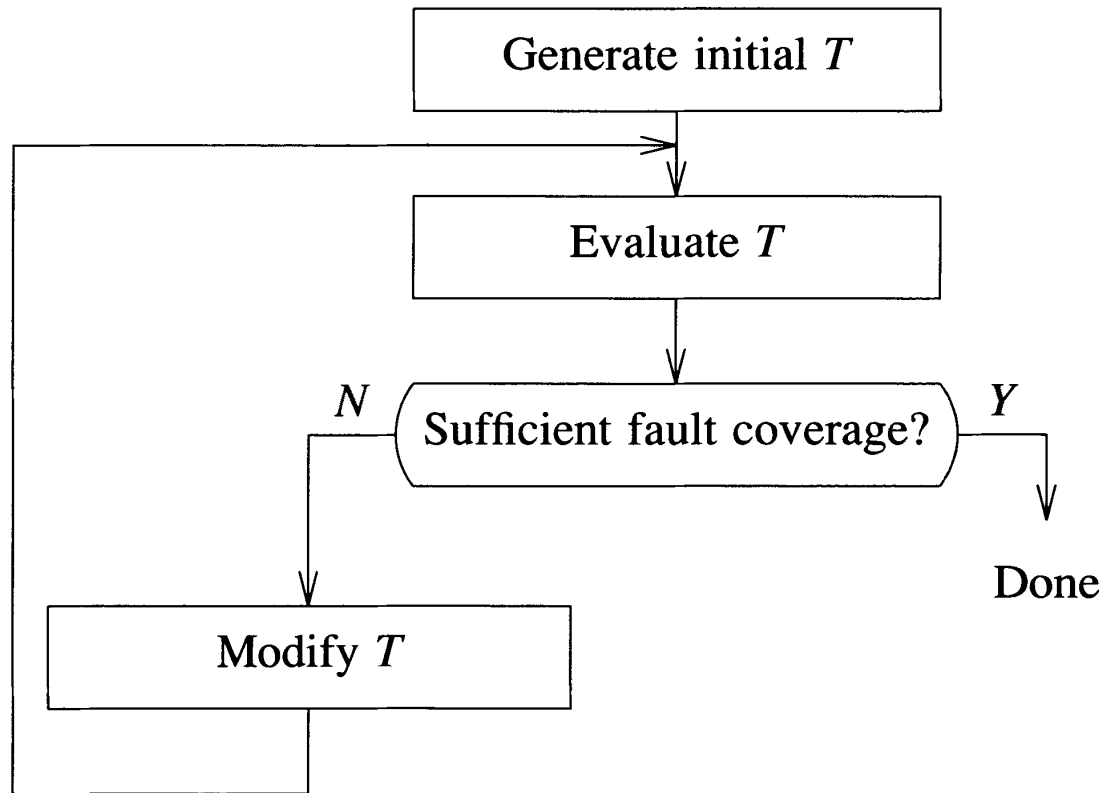 Generate initial T
Evaluate T
N
Sufficient fault coverage?
Y
Done
Modify T